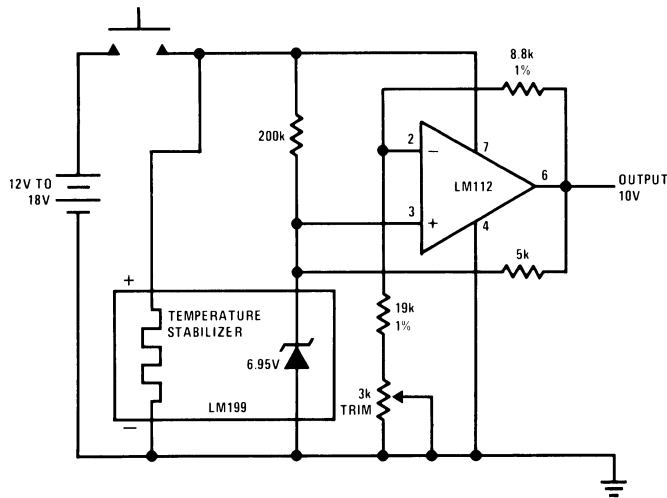 8.8k
1%
200k
2
−
7
LM112
6
OUTPUT
10V
12V TO
18V
3
+
4
5k
+
TEMPERATURE
STABILIZER
19k
1%
6.95V
3k
TRIM
LM199
−